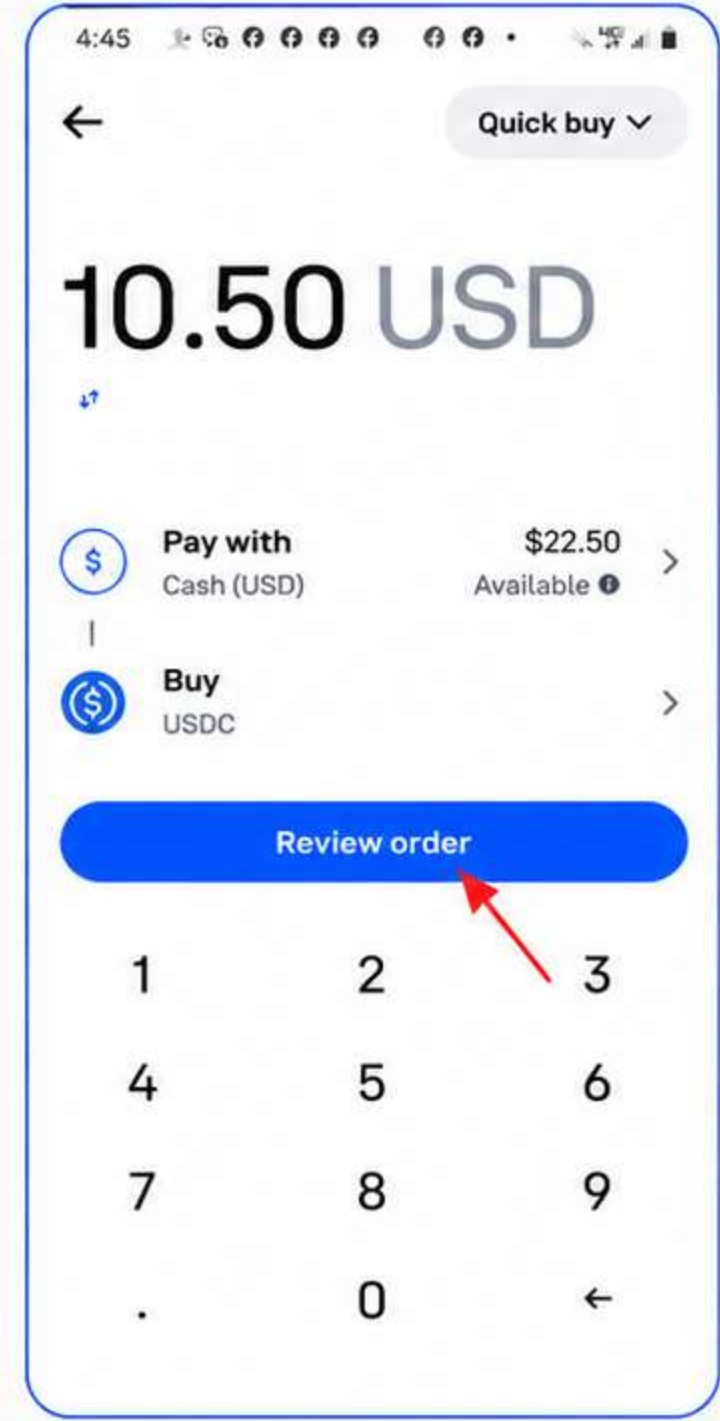 4:45
Quick buy
10.50 USD
Pay with
$22.50
Cash (USD)
Available
Buy
USDC
Review order
1 2 3
4 5 6
7 8 9
. 0